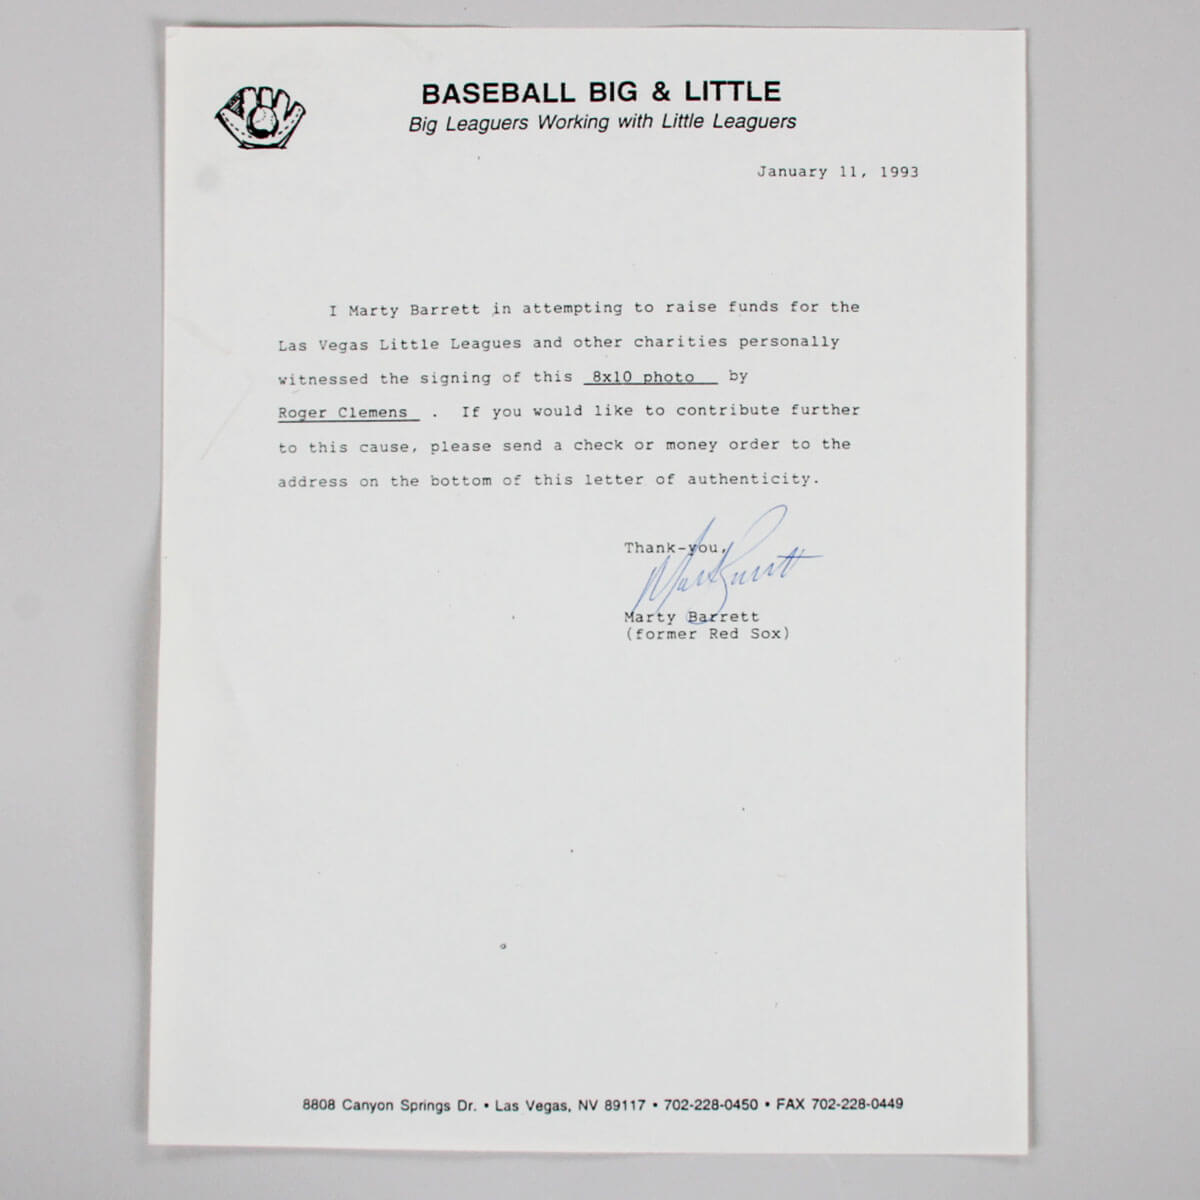 BASEBALL BIG & LITTLE
Big Leaguers Working with Little Leaguers
January 11, 1993
I Marty Barrett in attempting to raise funds for the
Las Vegas Little Leagues and other charities personally
witnessed the signing of this 8x10 photo by
Roger Clemens . If you would like to contribute further
to this cause, please send a check or money order to the
address on the bottom of this letter of authenticity.
Thank-you,
Marty Barrett
Marty Barrett
(former Red Sox)
8808 Canyon Springs Dr. • Las Vegas, NV 89117 • 702-228-0450 • FAX 702-228-0449